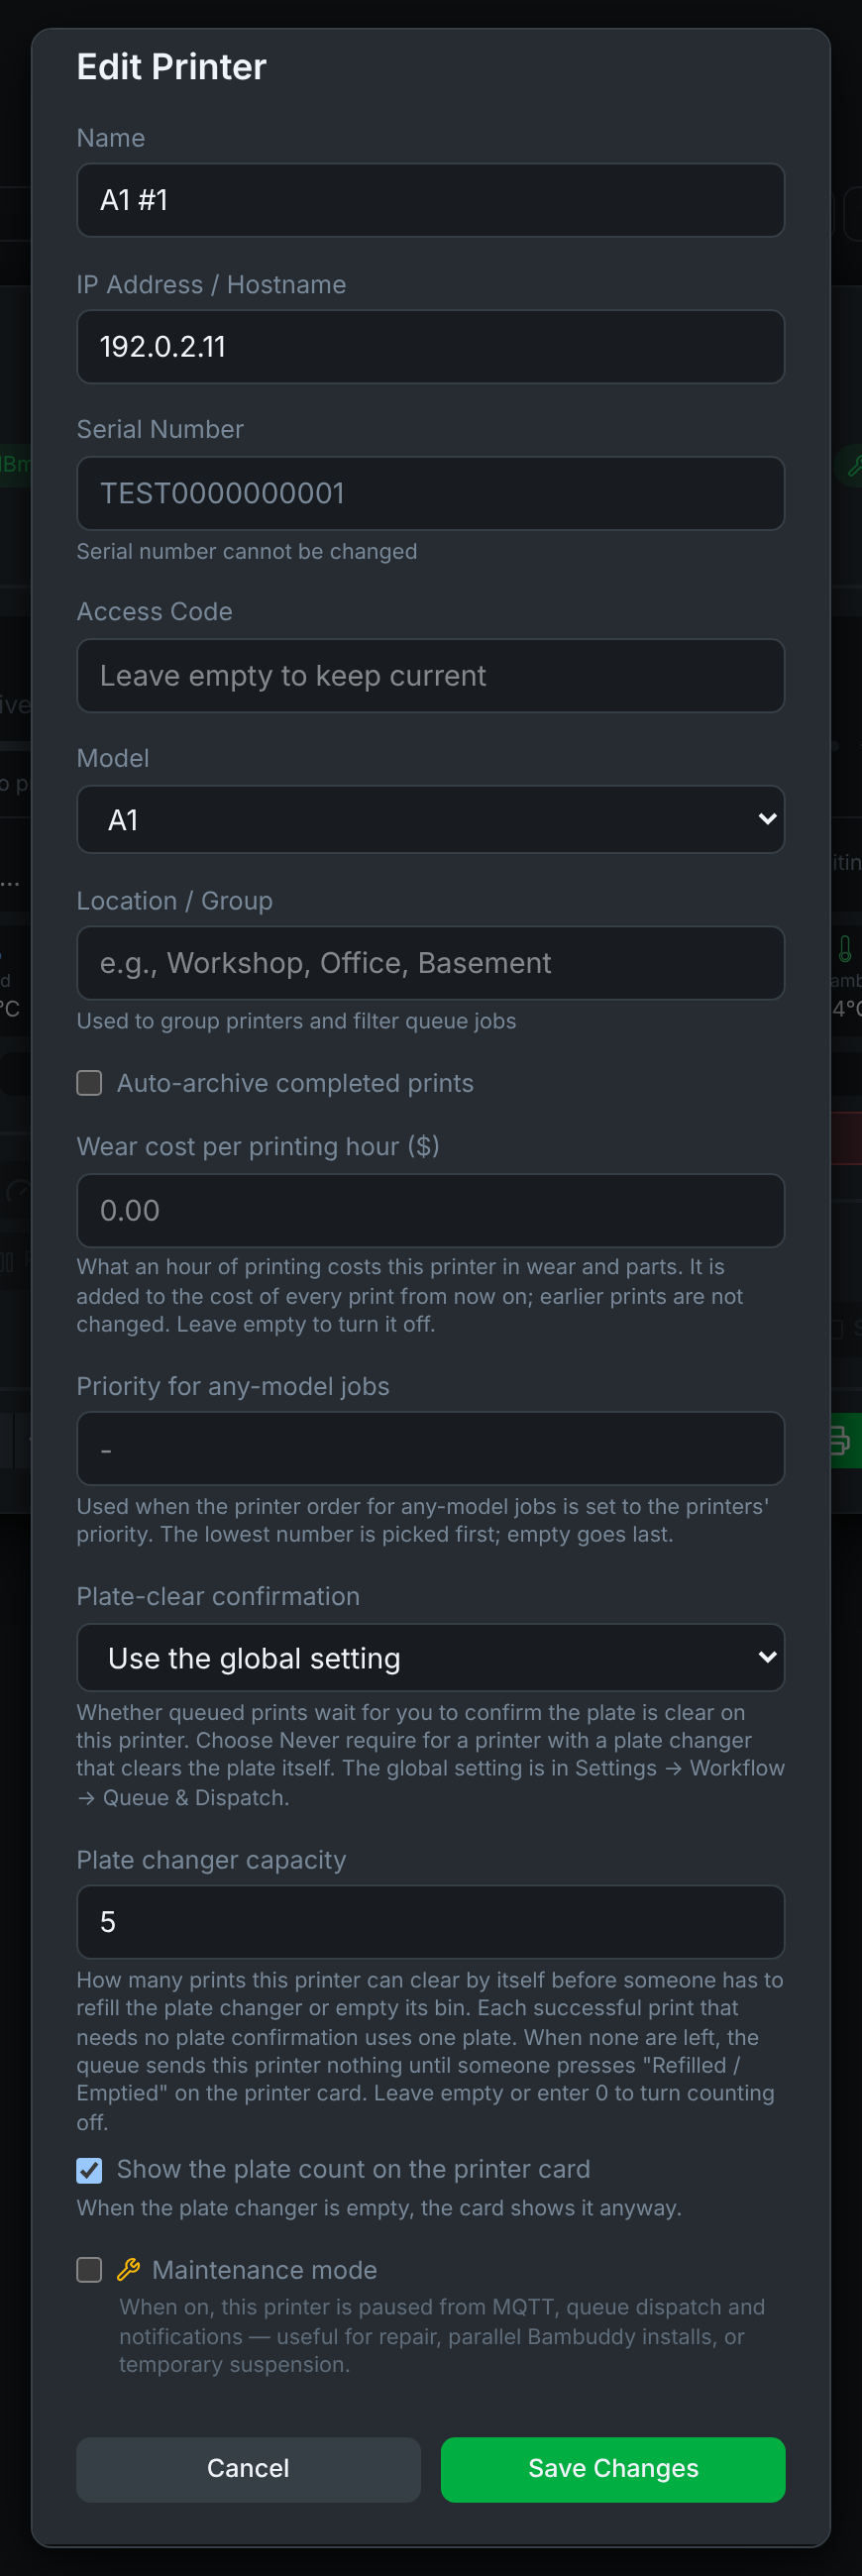 Edit Printer
Name
A1 #1
IP Address / Hostname
192.0.2.11
Serial Number
TEST0000000001
Serial number cannot be changed
Access Code
Leave empty to keep current
Model
A1
Location / Group
e.g., Workshop, Office, Basement
Used to group printers and filter queue jobs
Auto-archive completed prints
Wear cost per printing hour ($)
0.00
What an hour of printing costs this printer in wear and parts. It is
added to the cost of every print from now on; earlier prints are not
changed. Leave empty to turn it off.
Priority for any-model jobs
-
Used when the printer order for any-model jobs is set to the printers'
priority. The lowest number is picked first; empty goes last.
Plate-clear confirmation
Use the global setting
Whether queued prints wait for you to confirm the plate is clear on
this printer. Choose Never require for a printer with a plate changer
that clears the plate itself. The global setting is in Settings → Workflow
→ Queue & Dispatch.
Plate changer capacity
5
How many prints this printer can clear by itself before someone has to
refill the plate changer or empty its bin. Each successful print that
needs no plate confirmation uses one plate. When none are left, the
queue sends this printer nothing until someone presses "Refilled /
Emptied" on the printer card. Leave empty or enter 0 to turn counting
off.
Show the plate count on the printer card
When the plate changer is empty, the card shows it anyway.
Maintenance mode
When on, this printer is paused from MQTT, queue dispatch and
notifications — useful for repair, parallel Bambuddy installs, or
temporary suspension.
Cancel
Save Changes